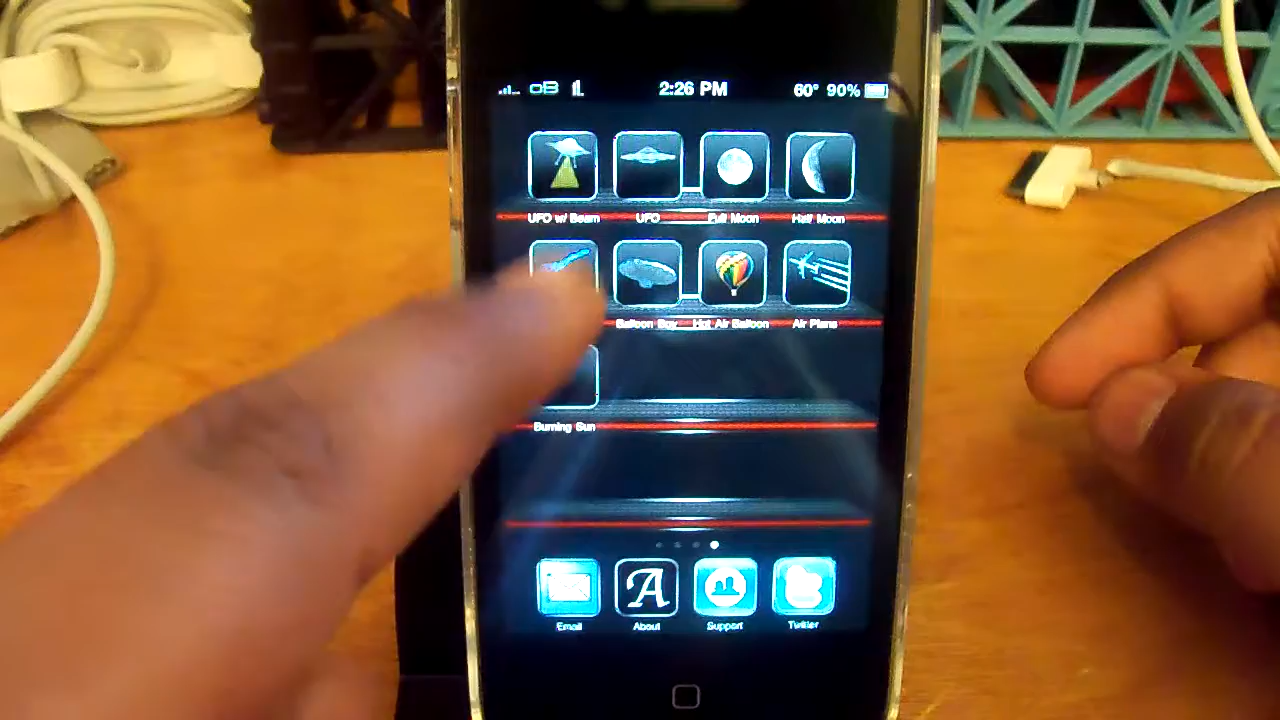 2:26 PM 60° 90%
UFO w/ Beam UFO Full Moon Half Moon
Balloon Boy Hot Air Balloon Air Plans
Burning Sun
A
Email About Support Twitter